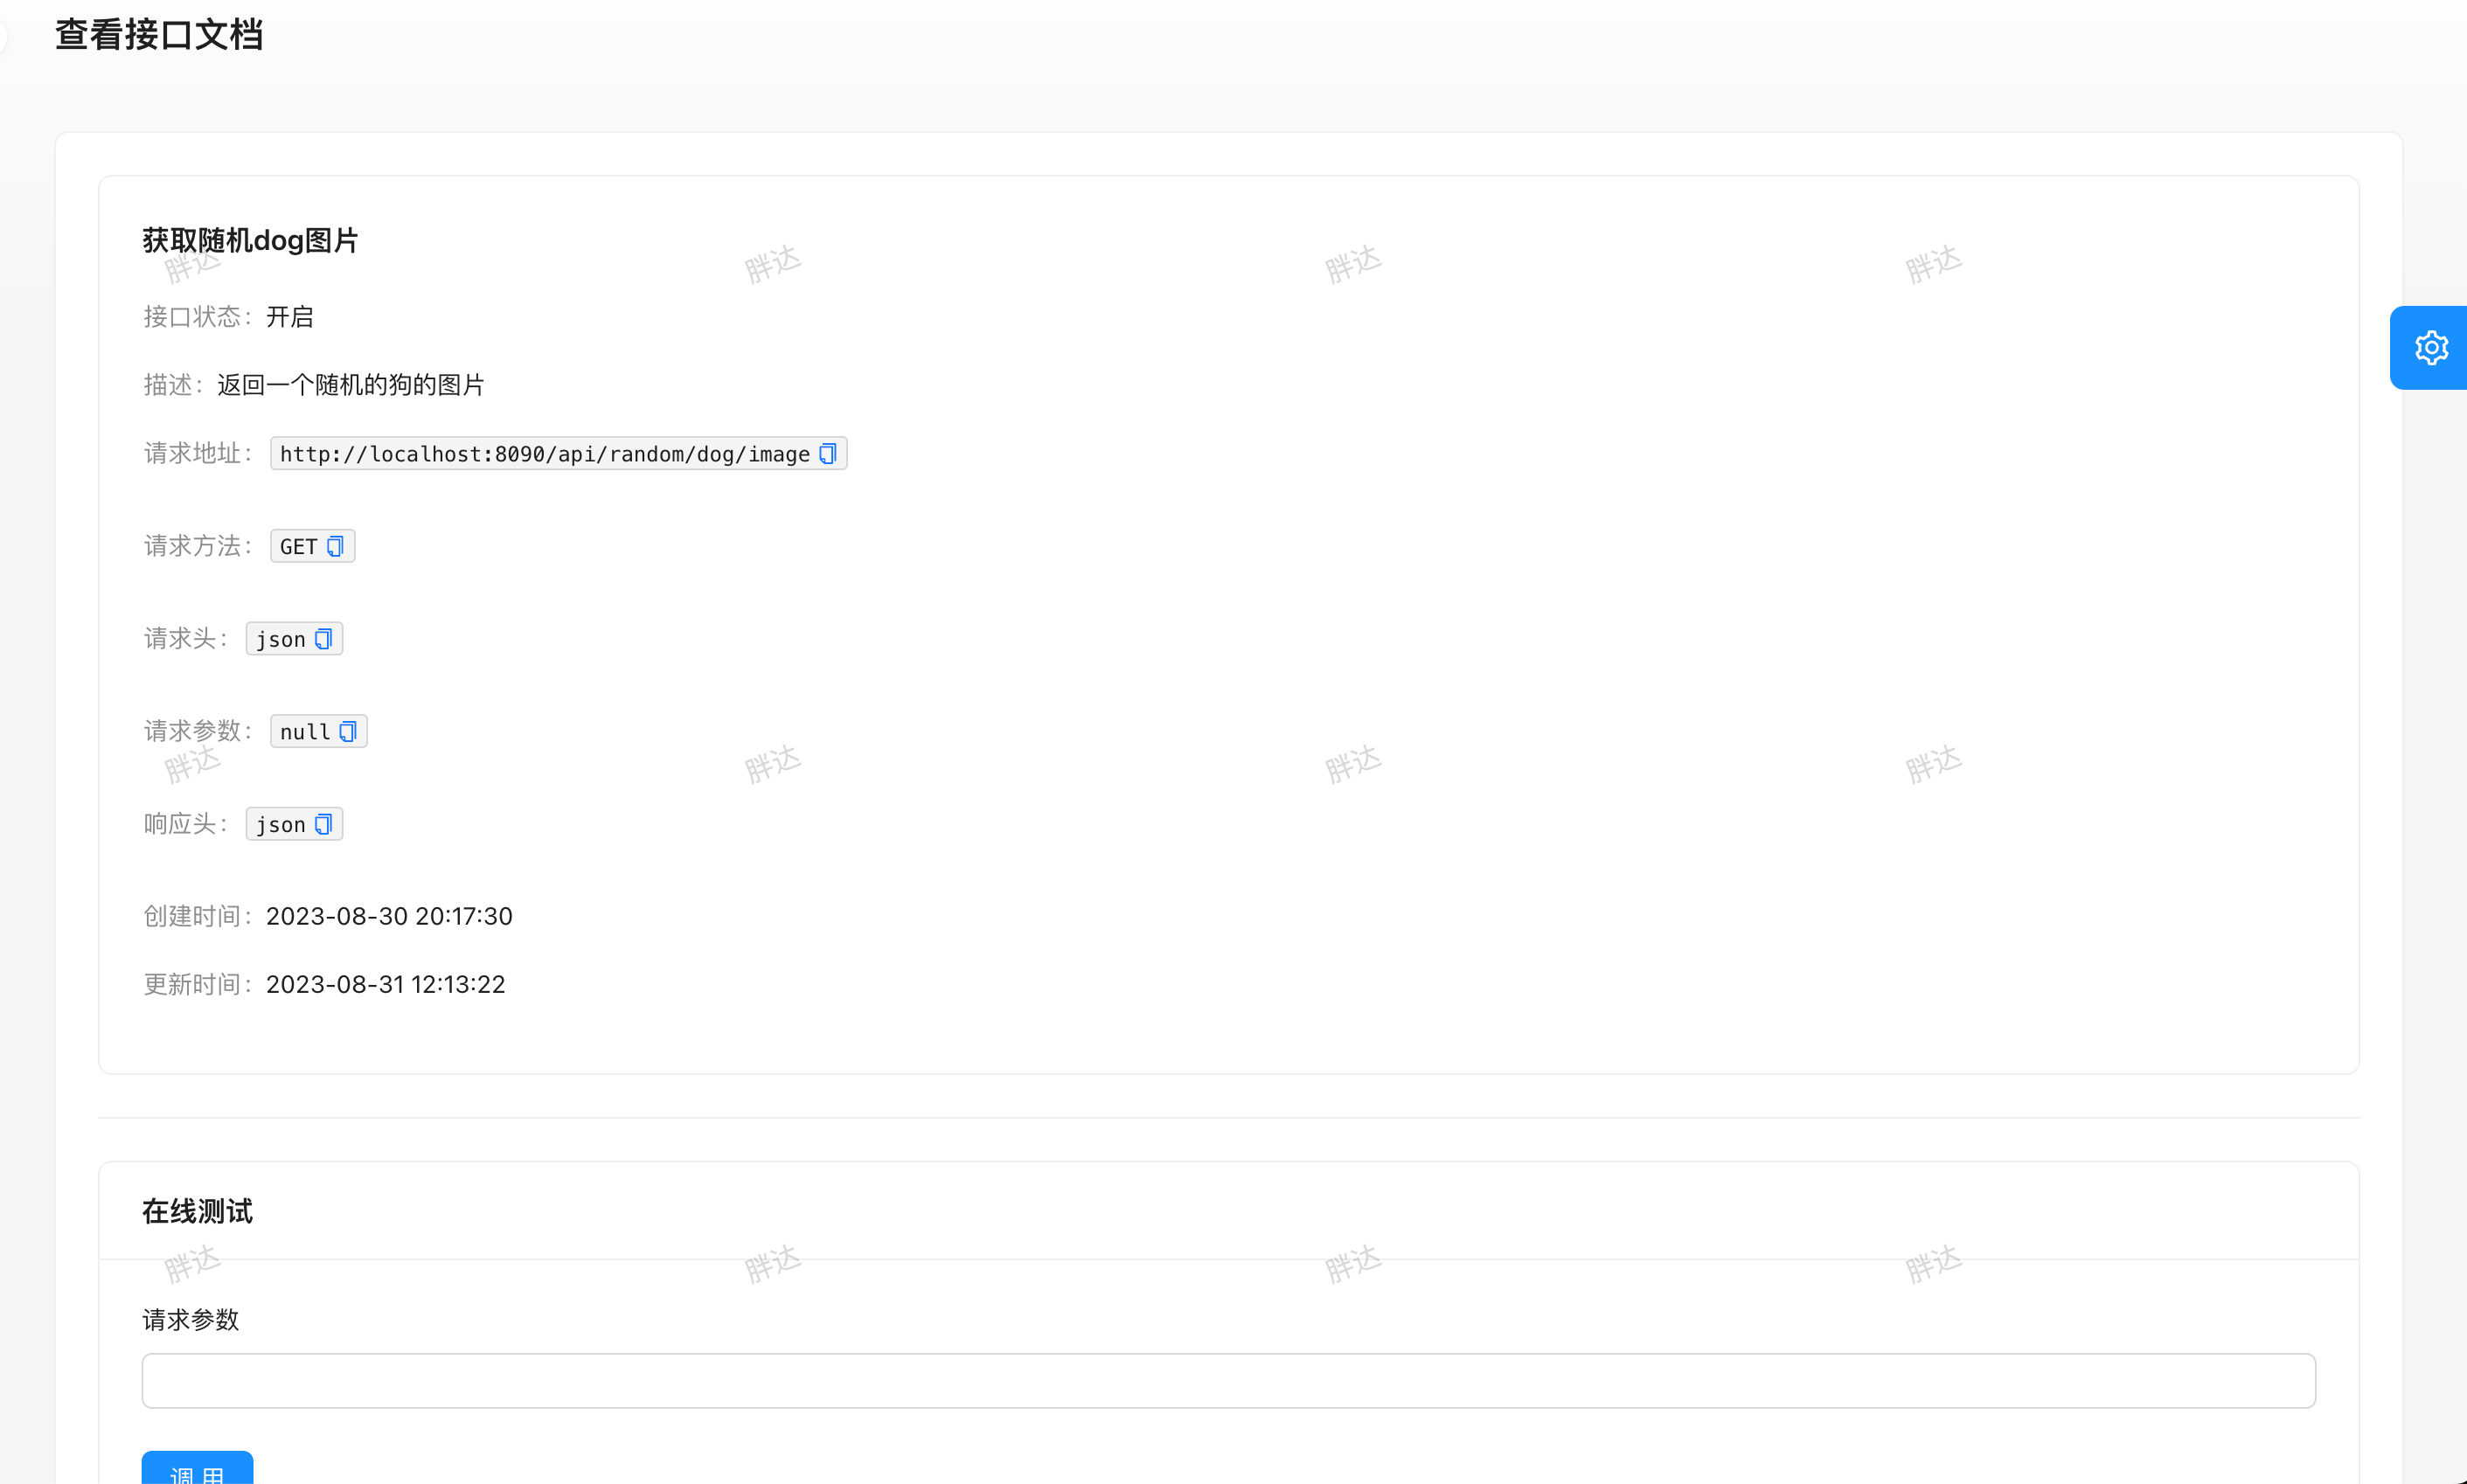 查看接口文档
获取随机dog图片
胖达 胖达 胖达 胖达
接口状态： 开启
描述： 返回一个随机的狗的图片
请求地址： http://localhost:8090/api/random/dog/image
请求方法： GET
请求头： json
请求参数： null
胖达 胖达 胖达 胖达
响应头： json
创建时间： 2023-08-30 20:17:30
更新时间： 2023-08-31 12:13:22
在线测试
胖达 胖达 胖达 胖达
请求参数
调 用